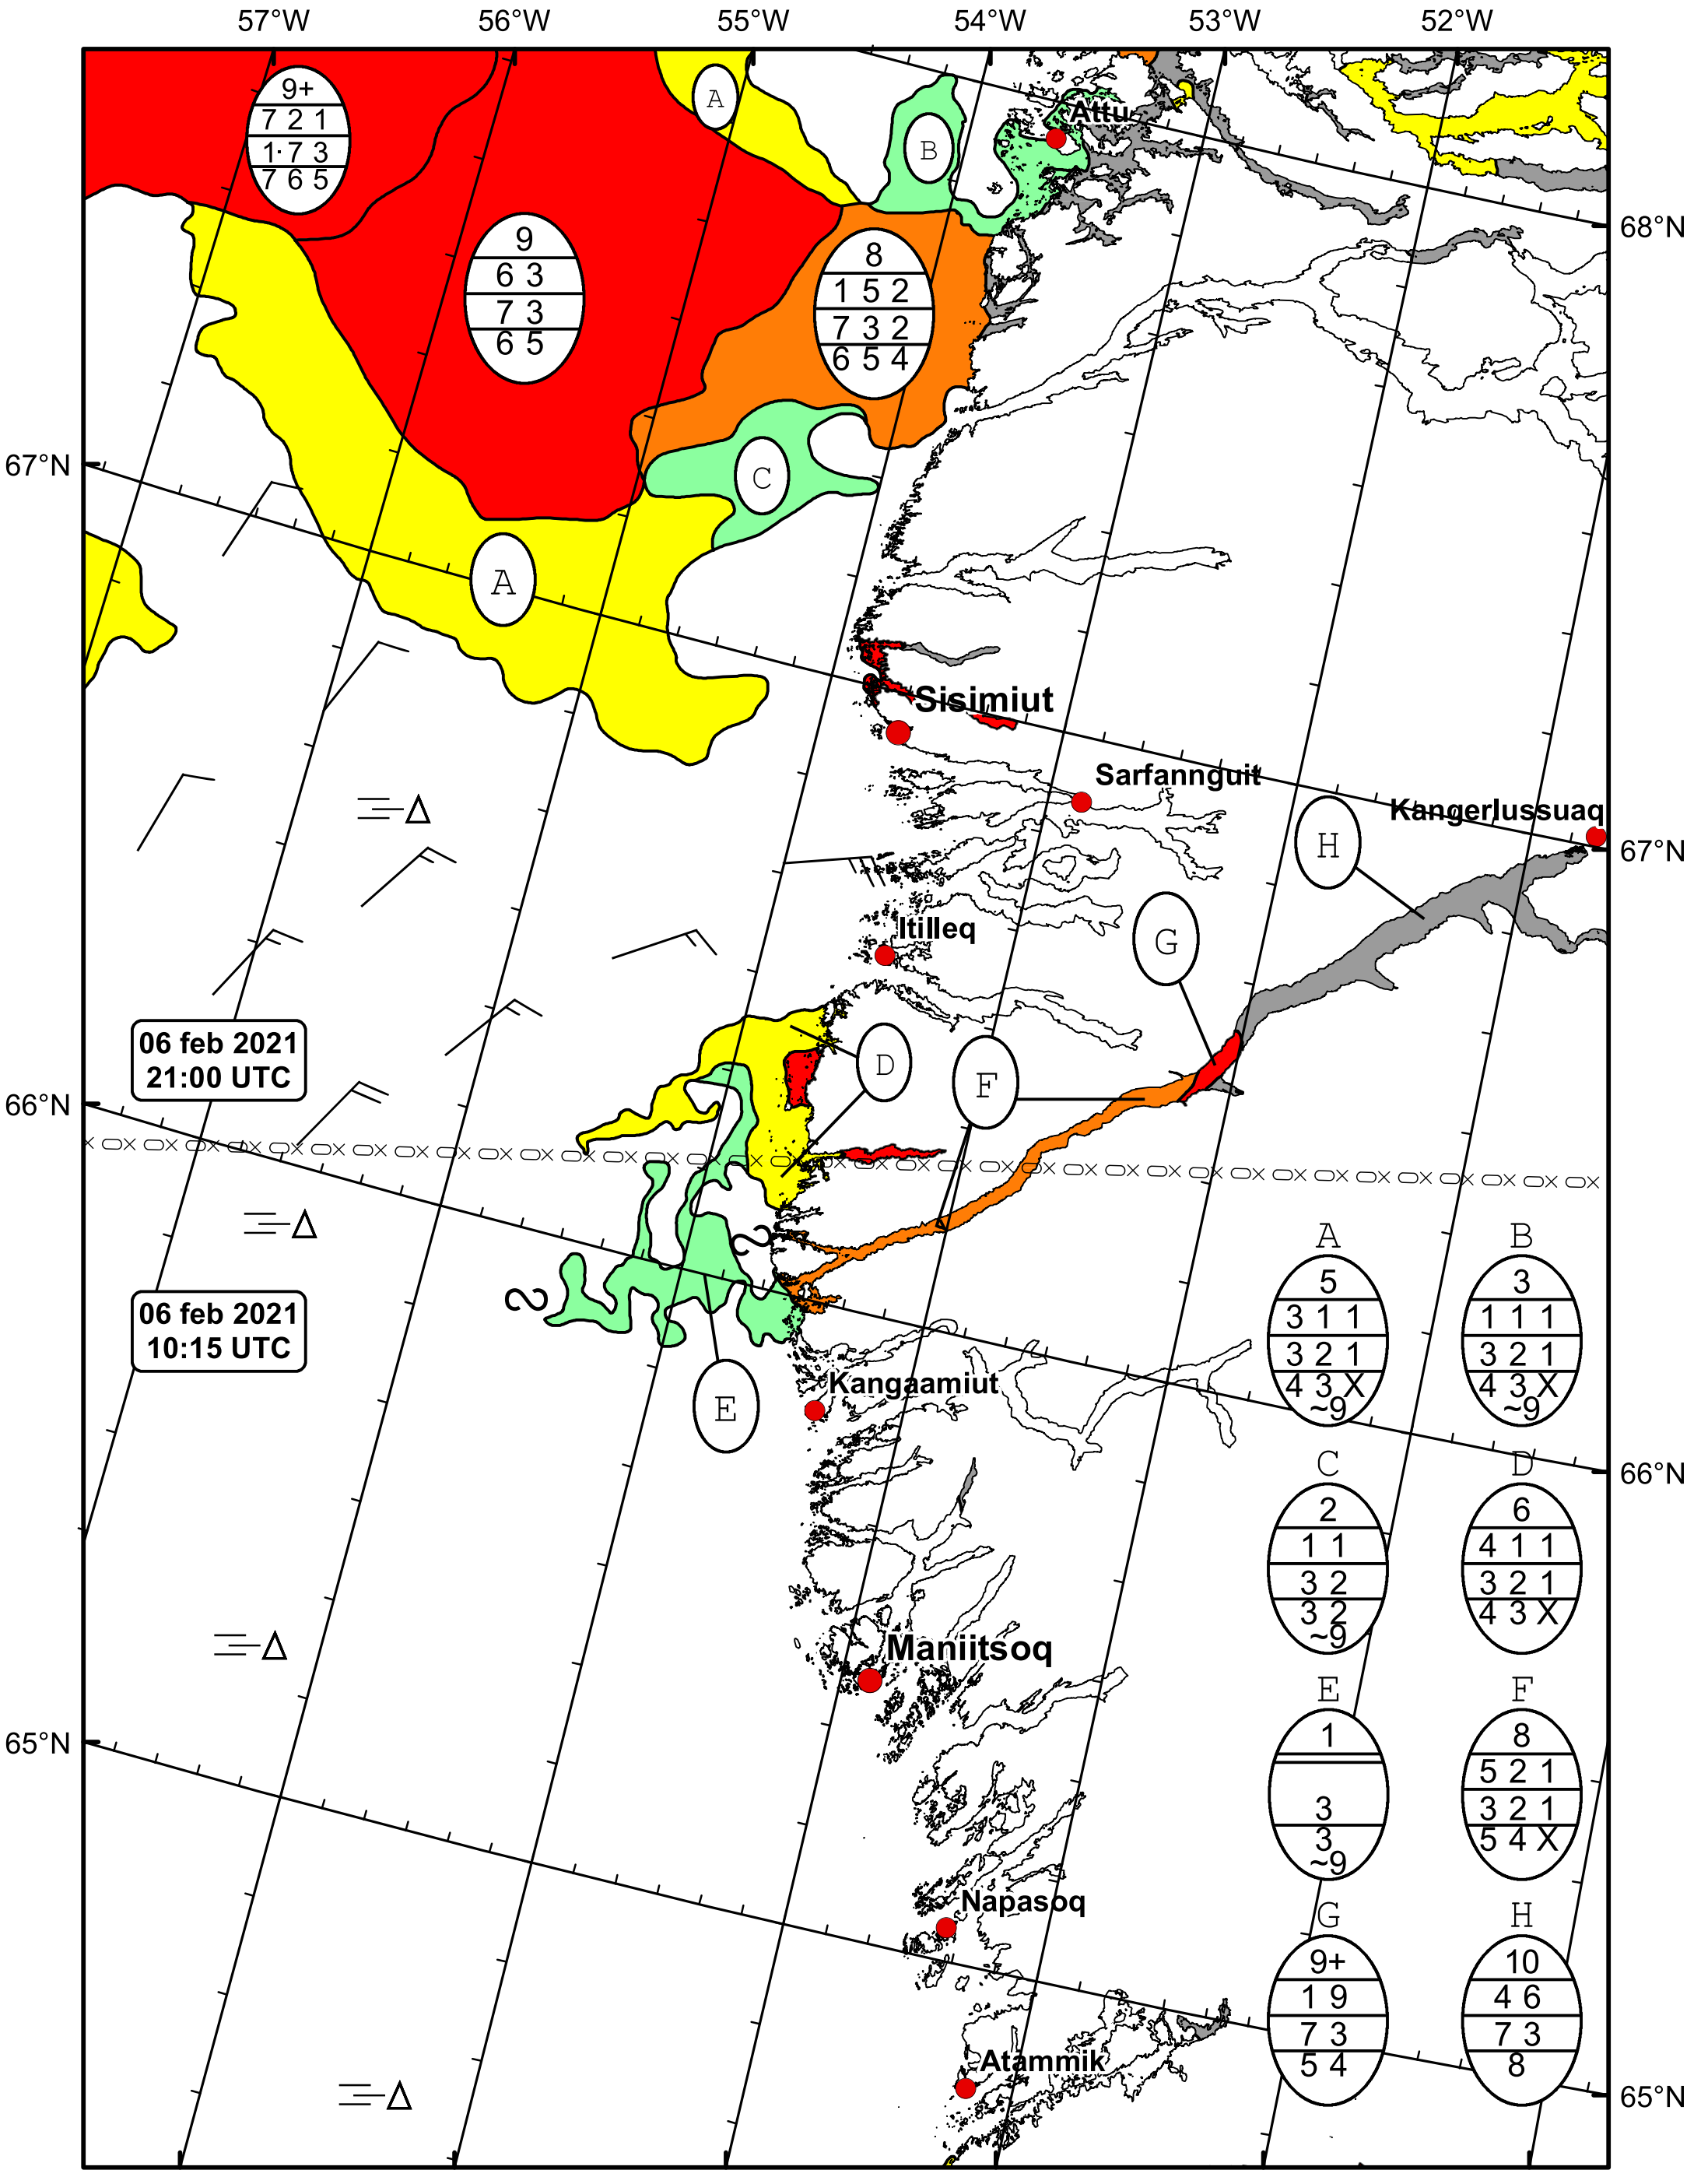 57°W 56°W 55°W 54°W 53°W 52°W
9+
7 2 1
1· 7 3
7 6 5
A
B
Attu
68°N
9
6 3
7 3
6 5
8
1 5 2
7 3 2
6 5 4
67°N
C
A
Sisimiut
Sarfannguit
Kangerlussuaq
H
67°N
G
Itilleq
06 feb 2021
21:00 UTC
D
F
66°N
06 feb 2021
10:15 UTC
E
Kangaamiut
A
5
3 1 1
3 2 1
4 3 X
~9
B
3
1 1 1
3 2 1
4 3 X
~9
66°N
C
2
1 1
3 2
3 2
~9
D
6
4 1 1
3 2 1
4 3 X
Maniitsoq
65°N
E
1
3
3
~9
F
8
5 2 1
3 2 1
5 4 X
Napasoq
G
9+
1 9
7 3
5 4
H
10
4 6
7 3
8
Atammik
65°N